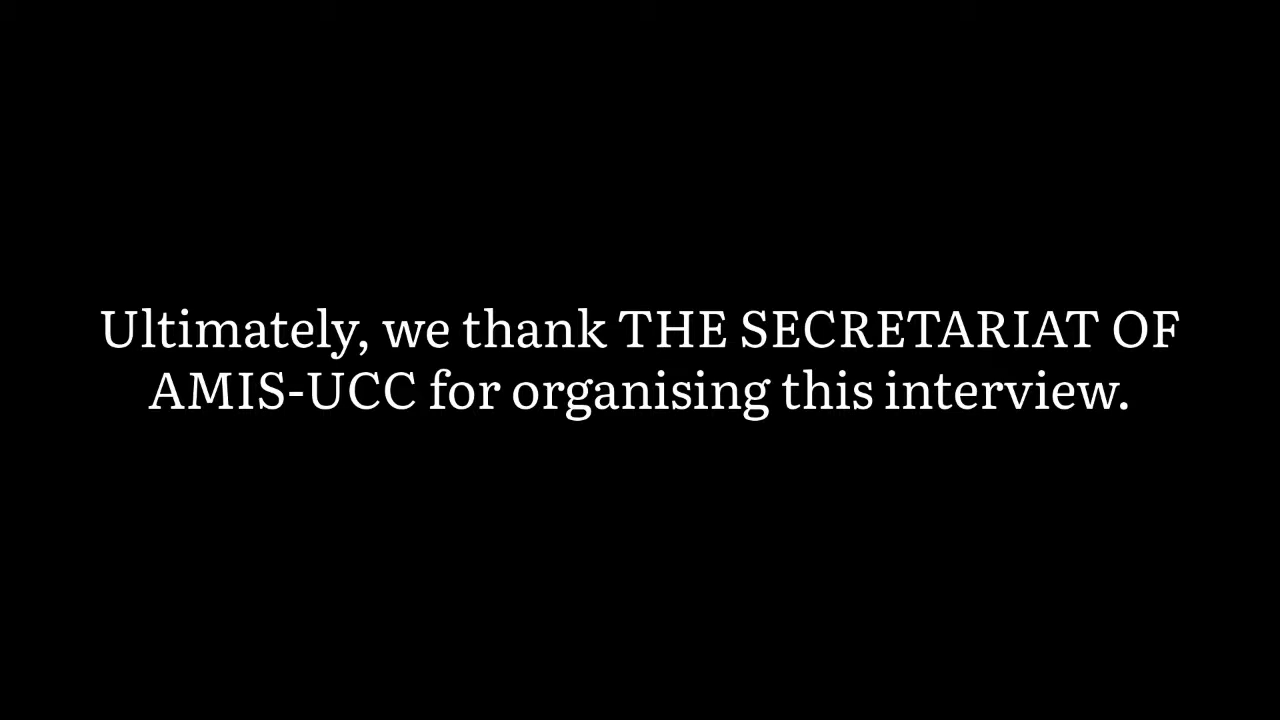 Ultimately, we thank THE SECRETARIAT OF
AMIS-UCC for organising this interview.